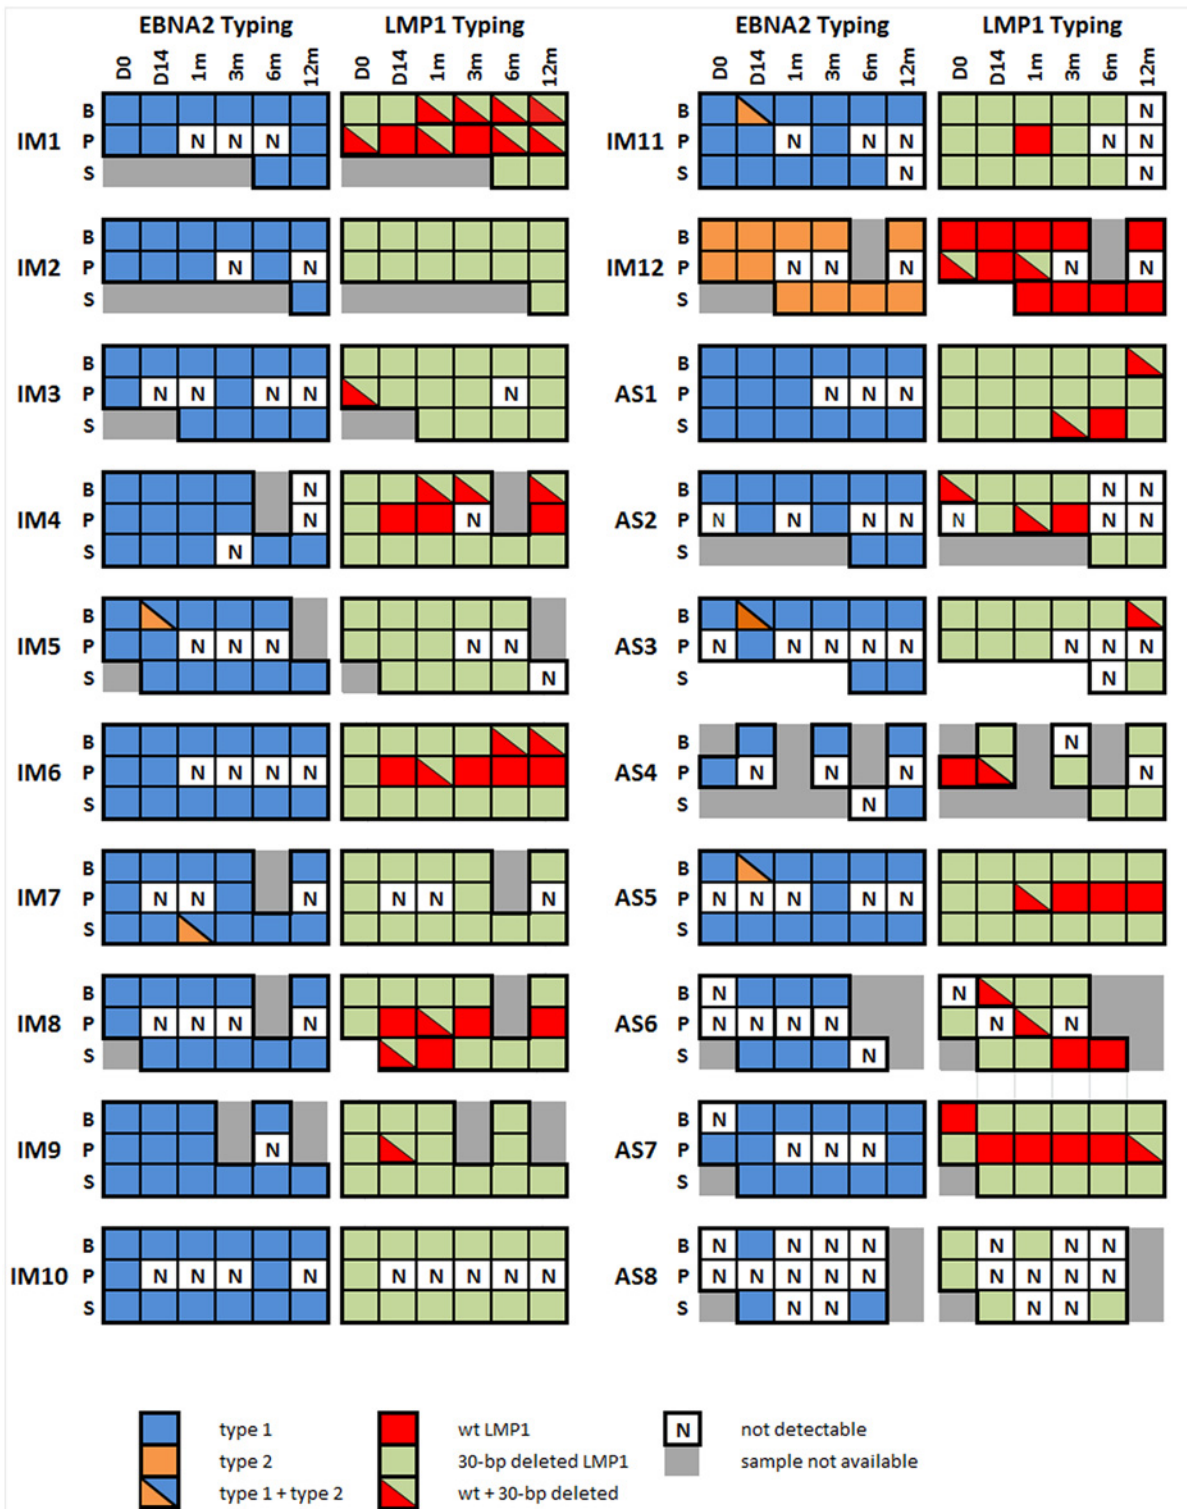 EBNA2 Typing LMP1 Typing EBNA2 Typing LMP1 Typing
D0 D14 1m 3m 6m 12m D0 D14 1m 3m 6m 12m D0 D14 1m 3m 6m 12m D0 D14 1m 3m 6m 12m
B B N
IM1 P N N N IM11 P N N N N N
S S N N
B B
IM2 P N N IM12 P N N N N N
S S
B B
IM3 P N N N N N AS1 P N N N
S S
B N B N N
IM4 P N N AS2 P N N N N N N N
S N S
B B
IM5 P N N N N N AS3 P N N N N N N N N
S N S N
B B N
IM6 P N N N N AS4 P N N N N
S S N
B B
IM7 P N N N N N N AS5 P N N N N N
S S
B B N N
IM8 P N N N N AS6 P N N N N N N
S S N
B B N
IM9 P N AS7 P N N N
S S
B B N N N N N N N
IM10 P N N N N N N N N N AS8 P N N N N N N N N N
S S N N N N
type 1 wt LMP1 N not detectable
type 2 30-bp deleted LMP1 sample not available
type 1 + type 2 wt + 30-bp deleted